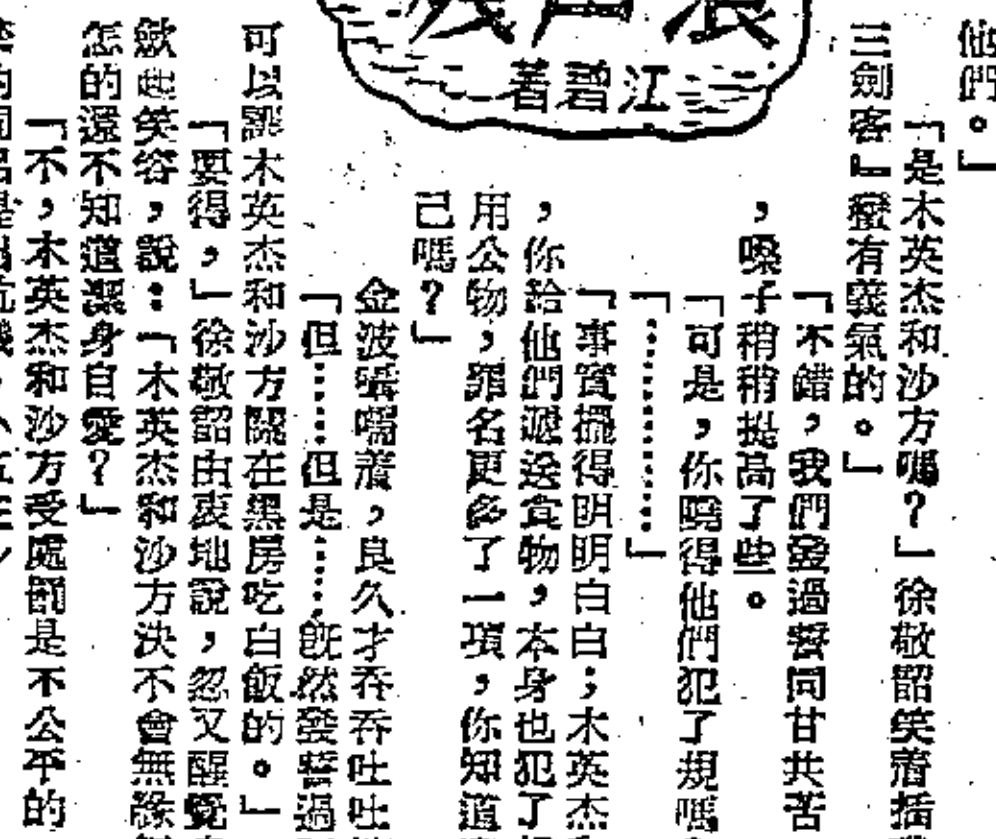 他們。」
「是木英杰和沙方嗎？」徐敬韶笑着插
三劍客』蠻有義氣的。」
「不錯，我們發過誓同甘共苦
，嗓子稍稍提高了些。
「可是，你曉得他們犯了規嗎
「⋯⋯⋯⋯」
「事實擺得明明白白；木英杰
，你給他們遞送食物，本身也犯了
用公物，罪名更多了一項，你知道
己嗎？」
金波囁嚅着，良久才吞吞吐吐
「但⋯⋯但是⋯⋯既然發誓過
可以讓木英杰和沙方關在黑房吃白飯的。」
「要得，」徐敬韶由衷地說，忽又醒覺
歛起笑容，說：「木英杰和沙方決不會無緣
怎的還不知道潔身自愛？」
「不，木英杰和沙方受處罰是不公平的
江碧著